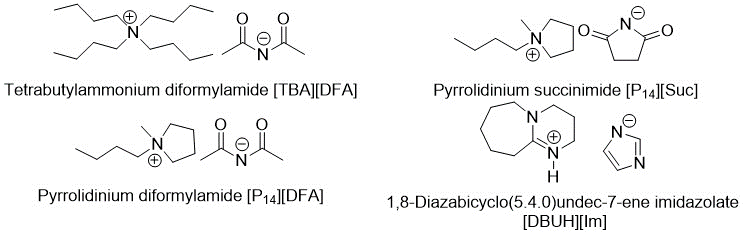 N
O O
N
Tetrabutylammonium diformylamide [TBA][DFA]
N
O N O
Pyrrolidinium succinimide [P14][Suc]
N
O O
N
Pyrrolidinium diformylamide [P14][DFA]
N
N
H
N
N
1,8-Diazabicyclo(5.4.0)undec-7-ene imidazolate
[DBUH][Im]